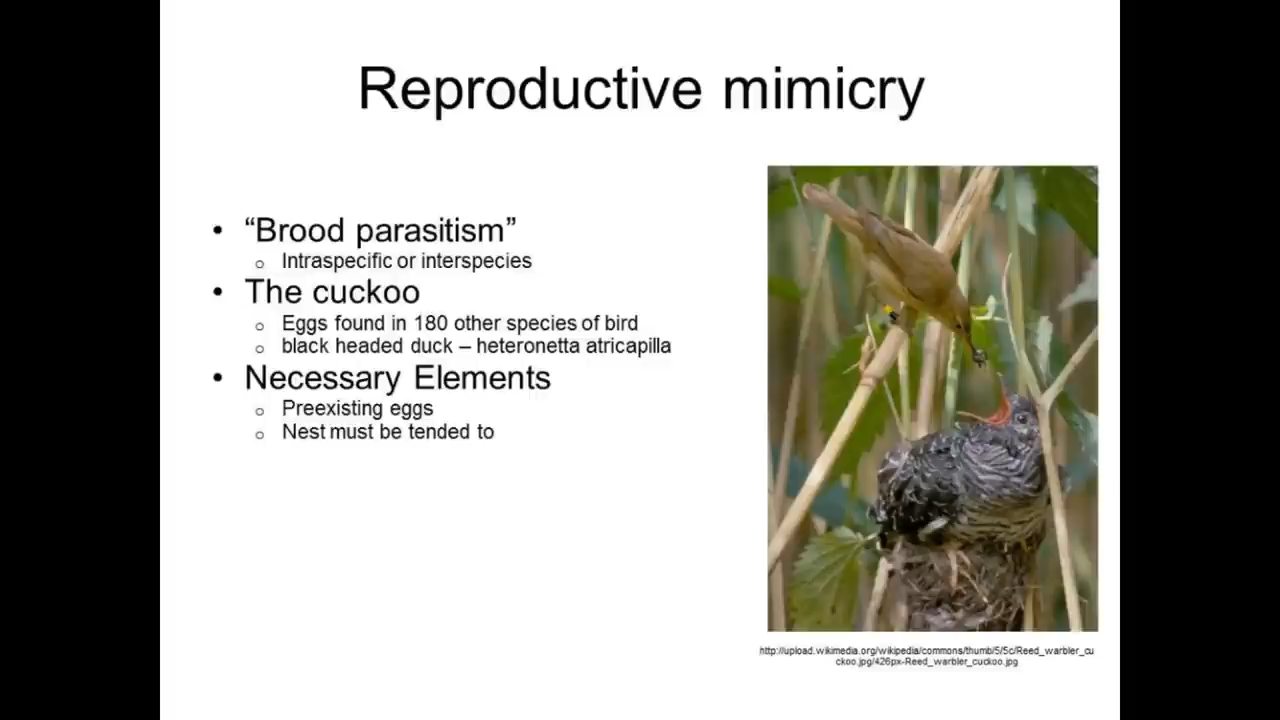 Reproductive mimicry
• “Brood parasitism”
o Intraspecific or interspecies
• The cuckoo
o Eggs found in 180 other species of bird
o black headed duck – heteronetta atricapilla
• Necessary Elements
o Preexisting eggs
o Nest must be tended to
http://upload.wikimedia.org/wikipedia/commons/thumb/5/5c/Reed_warbler_cu
ckoo.jpg/426px-Reed_warbler_cuckoo.jpg